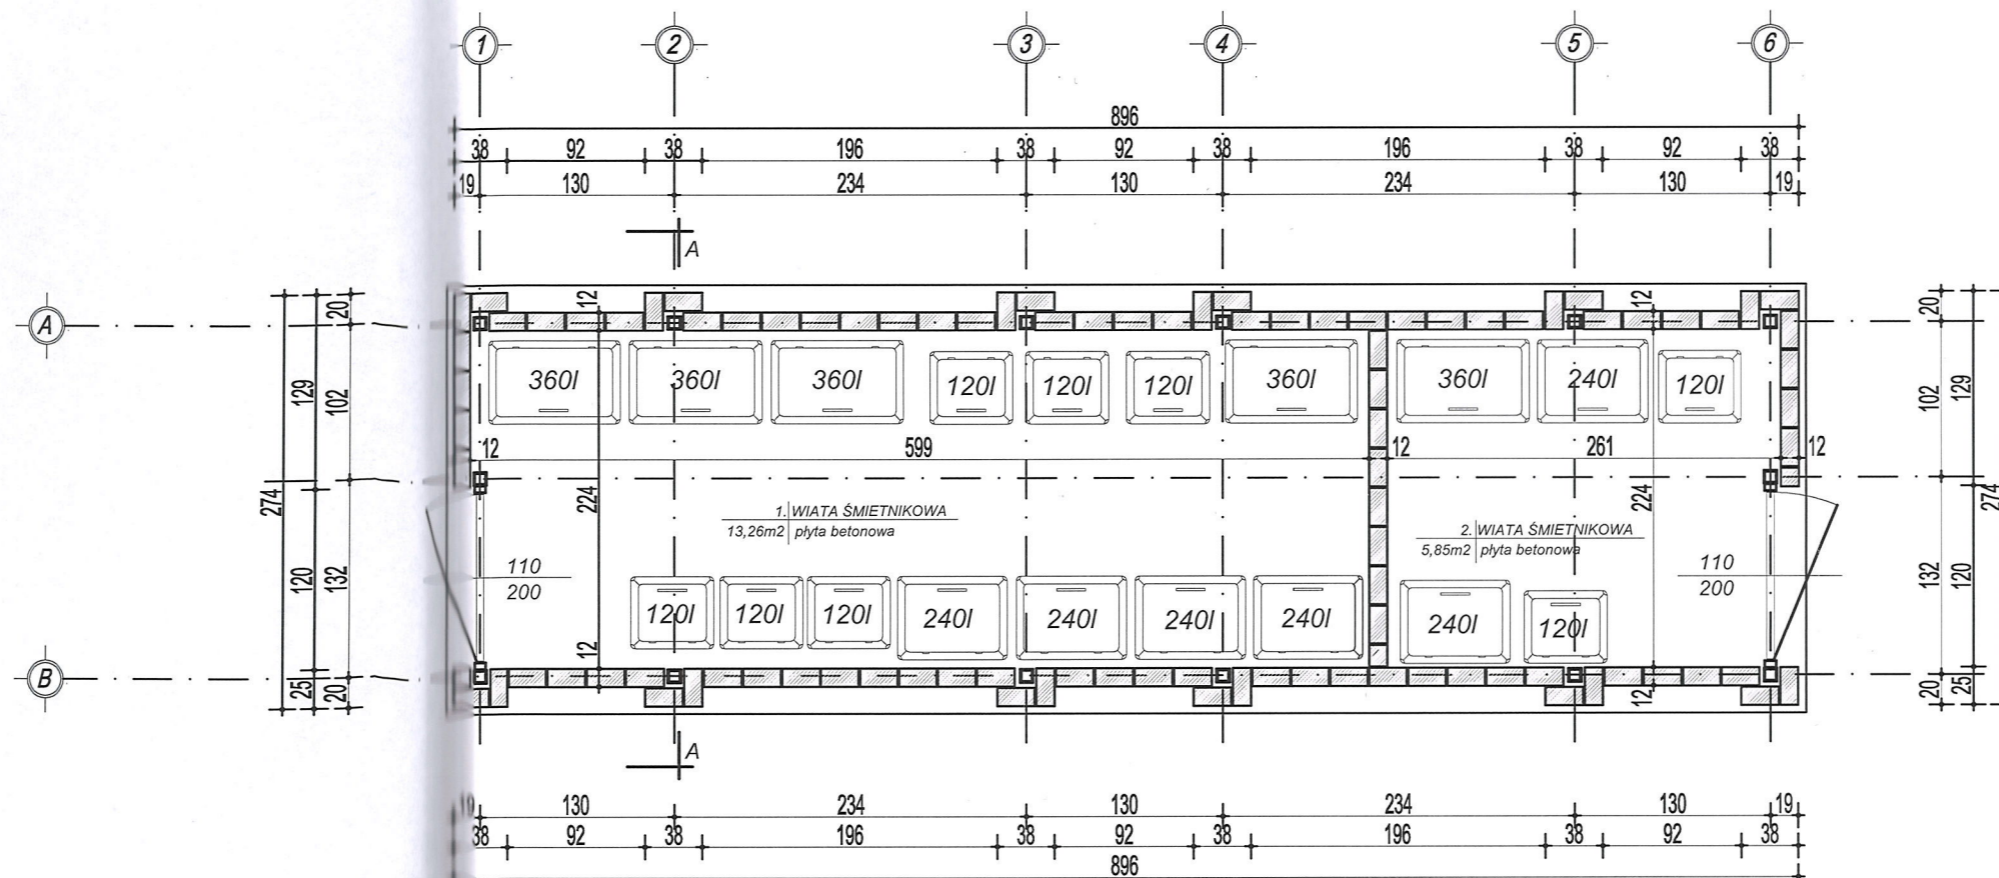 1 2 3 4 5 6
896
38 92 38 196 38 92 38 196 38 92 38
19 130 234 130 234 130 19
A
A
20 12 12 20
129 102 102 129
360l 360l 360l 120l 120l 120l 360l 360l 240l 120l
12 599 12 261 12
274 224 224 274
1. WIATA ŚMIETNIKOWA
13,26m2 płyta betonowa
2. WIATA ŚMIETNIKOWA
5,85m2 płyta betonowa
110
200
110
200
120 132 132 120
120l 120l 120l 240l 240l 240l 240l 240l 120l
B
12 12
25 20 20 25
A
19 130 234 130 234 130 19
38 92 38 196 38 92 38 196 38 92 38
896